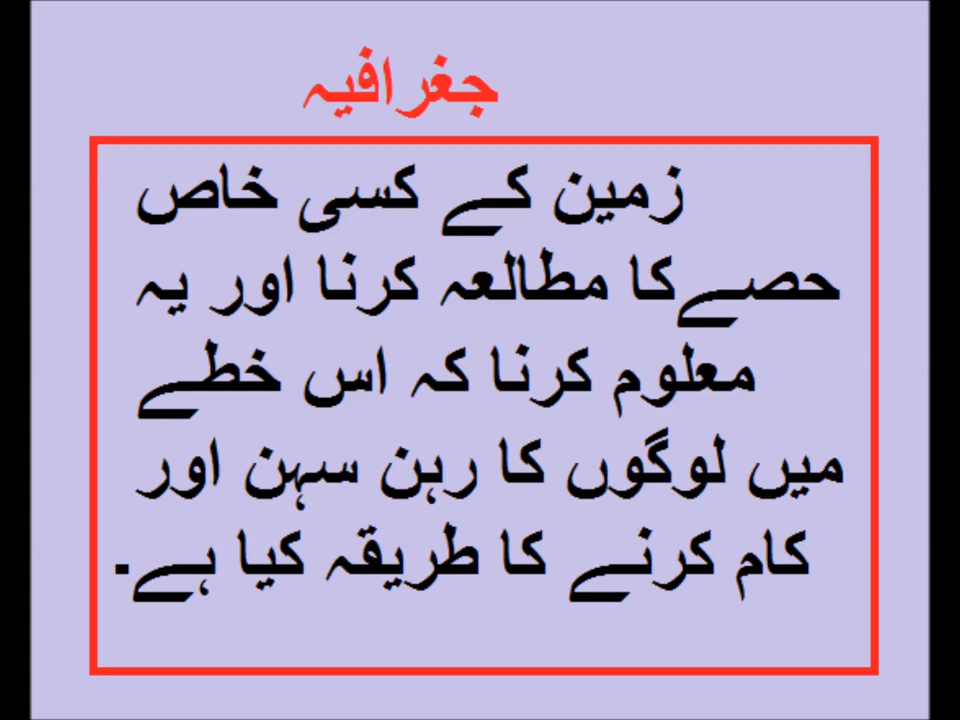 جغرافیہ
زمین کے کسی خاص
حصےکا مطالعہ کرنا اور یہ
معلوم کرنا کہ اس خطے
میں لوگوں کا رہن سہن اور
کام کرنے کا طریقہ کیا ہے۔